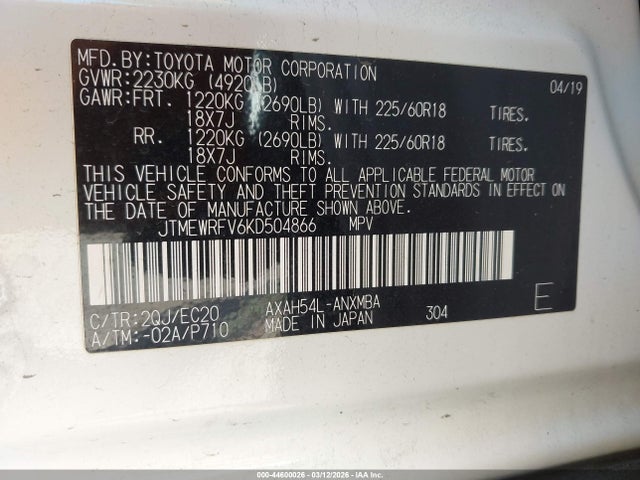 MFD. BY: TOYOTA MOTOR CORPORATION
GVWR: 2230KG (4920LB) 04/19
GAWR: FRT. 1220KG (2690LB) WITH 225/60R18 TIRES.
18X7J RIMS.
RR. 1220KG (2690LB) WITH 225/60R18 TIRES.
18X7J RIMS.
THIS VEHICLE CONFORMS TO ALL APPLICABLE FEDERAL MOTOR
VEHICLE SAFETY AND THEFT PREVENTION STANDARDS IN EFFECT ON
THE DATE OF MANUFACTURE SHOWN ABOVE.
JTMEWRFV6KD504866 MPV
C/TR: 2QJ/EC20 AXAH54L-ANXMBA E
A/TM: -02A/P710 MADE IN JAPAN 304
000-44600026 - 03/12/2026 - IAA Inc.